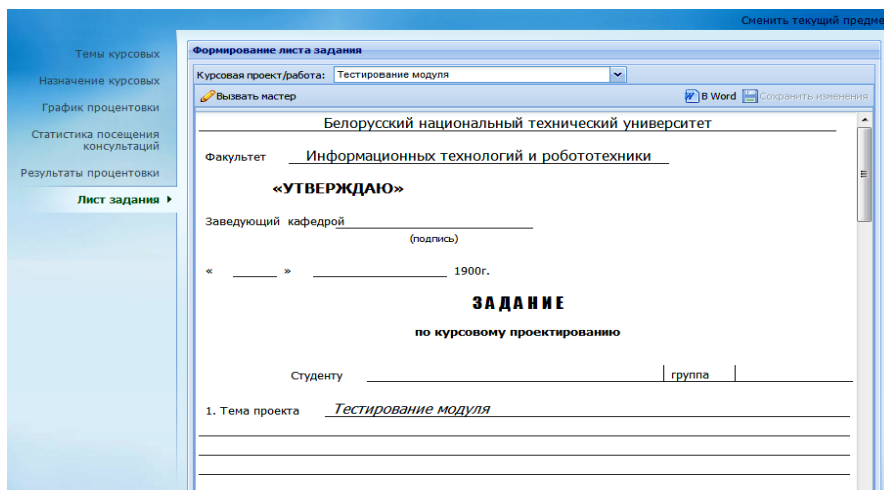 Сменить текущий предме
Темы курсовых
Назначение курсовых
График процентовки
Статистика посещения
консультаций
Результаты процентовки
Лист задания
Формирование листа задания
Курсовая проект/работа: Тестирование модуля
Вызвать мастер В Word Сохранить изменения
Белорусский национальный технический университет
Факультет Информационных технологий и робототехники
«УТВЕРЖДАЮ»
Заведующий кафедрой
(подпись)
« » 1900г.
ЗАДАНИЕ
по курсовому проектированию
Студенту группа
1. Тема проекта Тестирование модуля